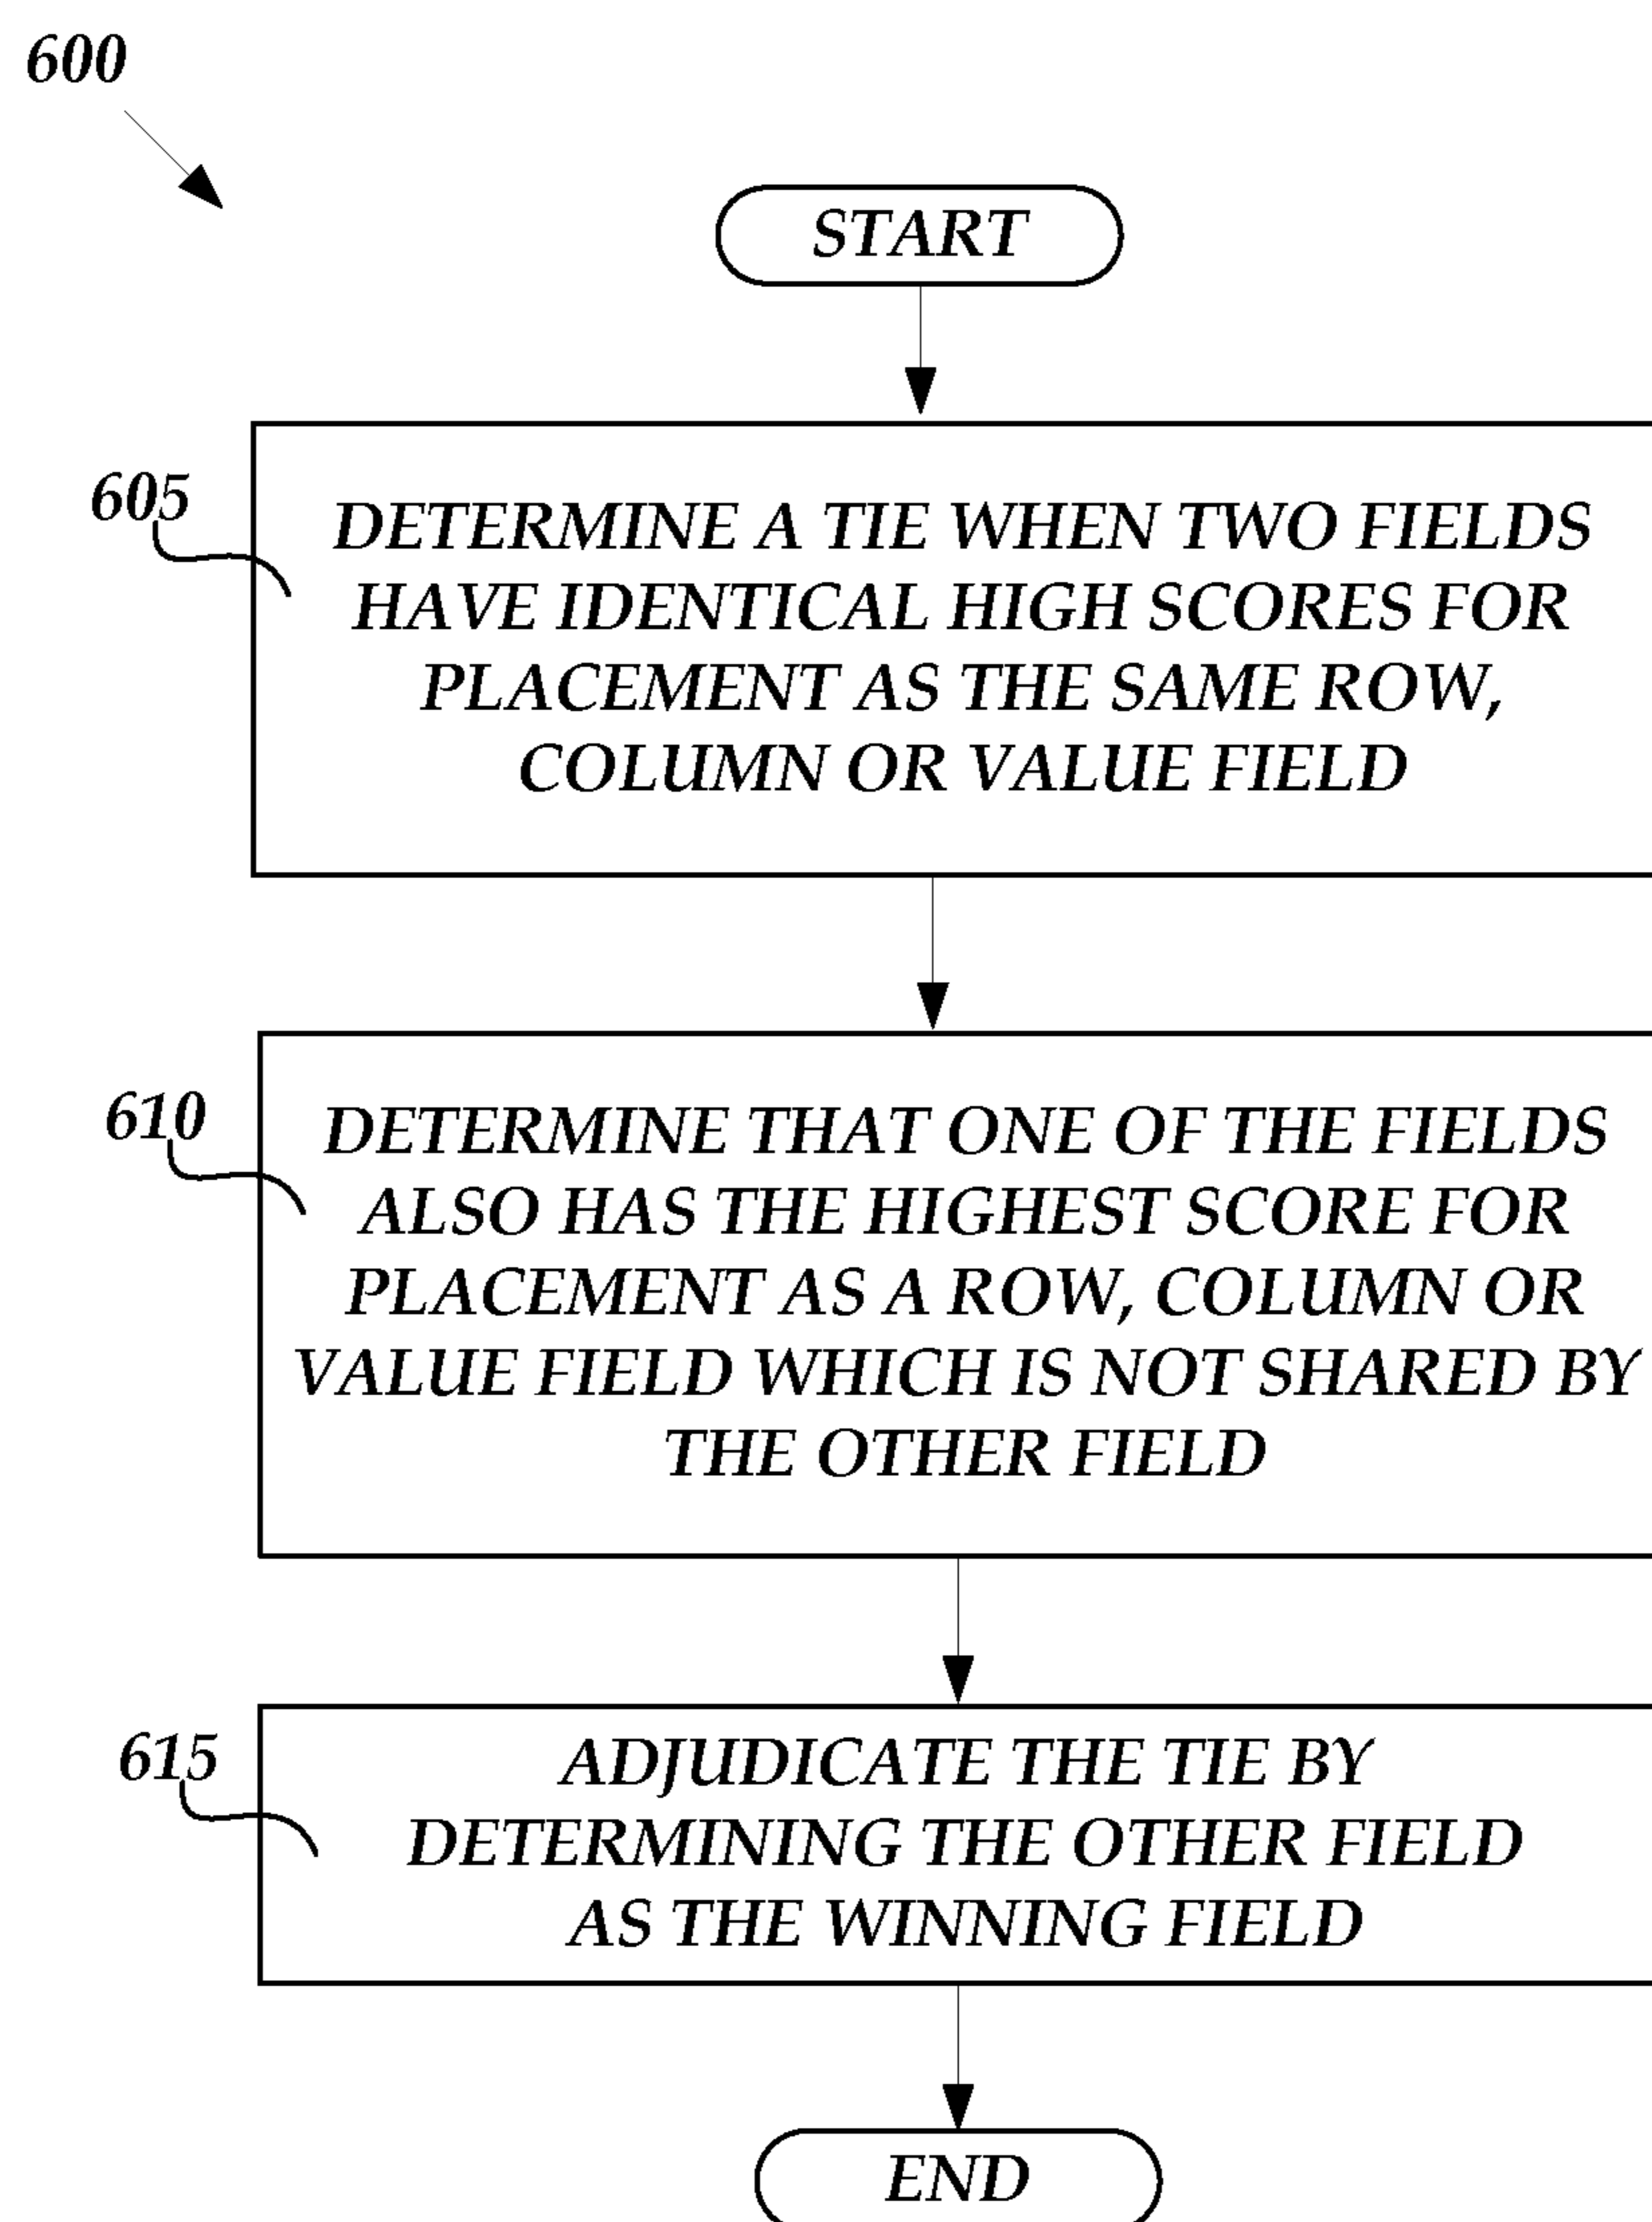 600
START
605
DETERMINE A TIE WHEN TWO FIELDS
HAVE IDENTICAL HIGH SCORES FOR
PLACEMENT AS THE SAME ROW,
COLUMN OR VALUE FIELD
610
DETERMINE THAT ONE OF THE FIELDS
ALSO HAS THE HIGHEST SCORE FOR
PLACEMENT AS A ROW, COLUMN OR
VALUE FIELD WHICH IS NOT SHARED BY
THE OTHER FIELD
615
ADJUDICATE THE TIE BY
DETERMINING THE OTHER FIELD
AS THE WINNING FIELD
END